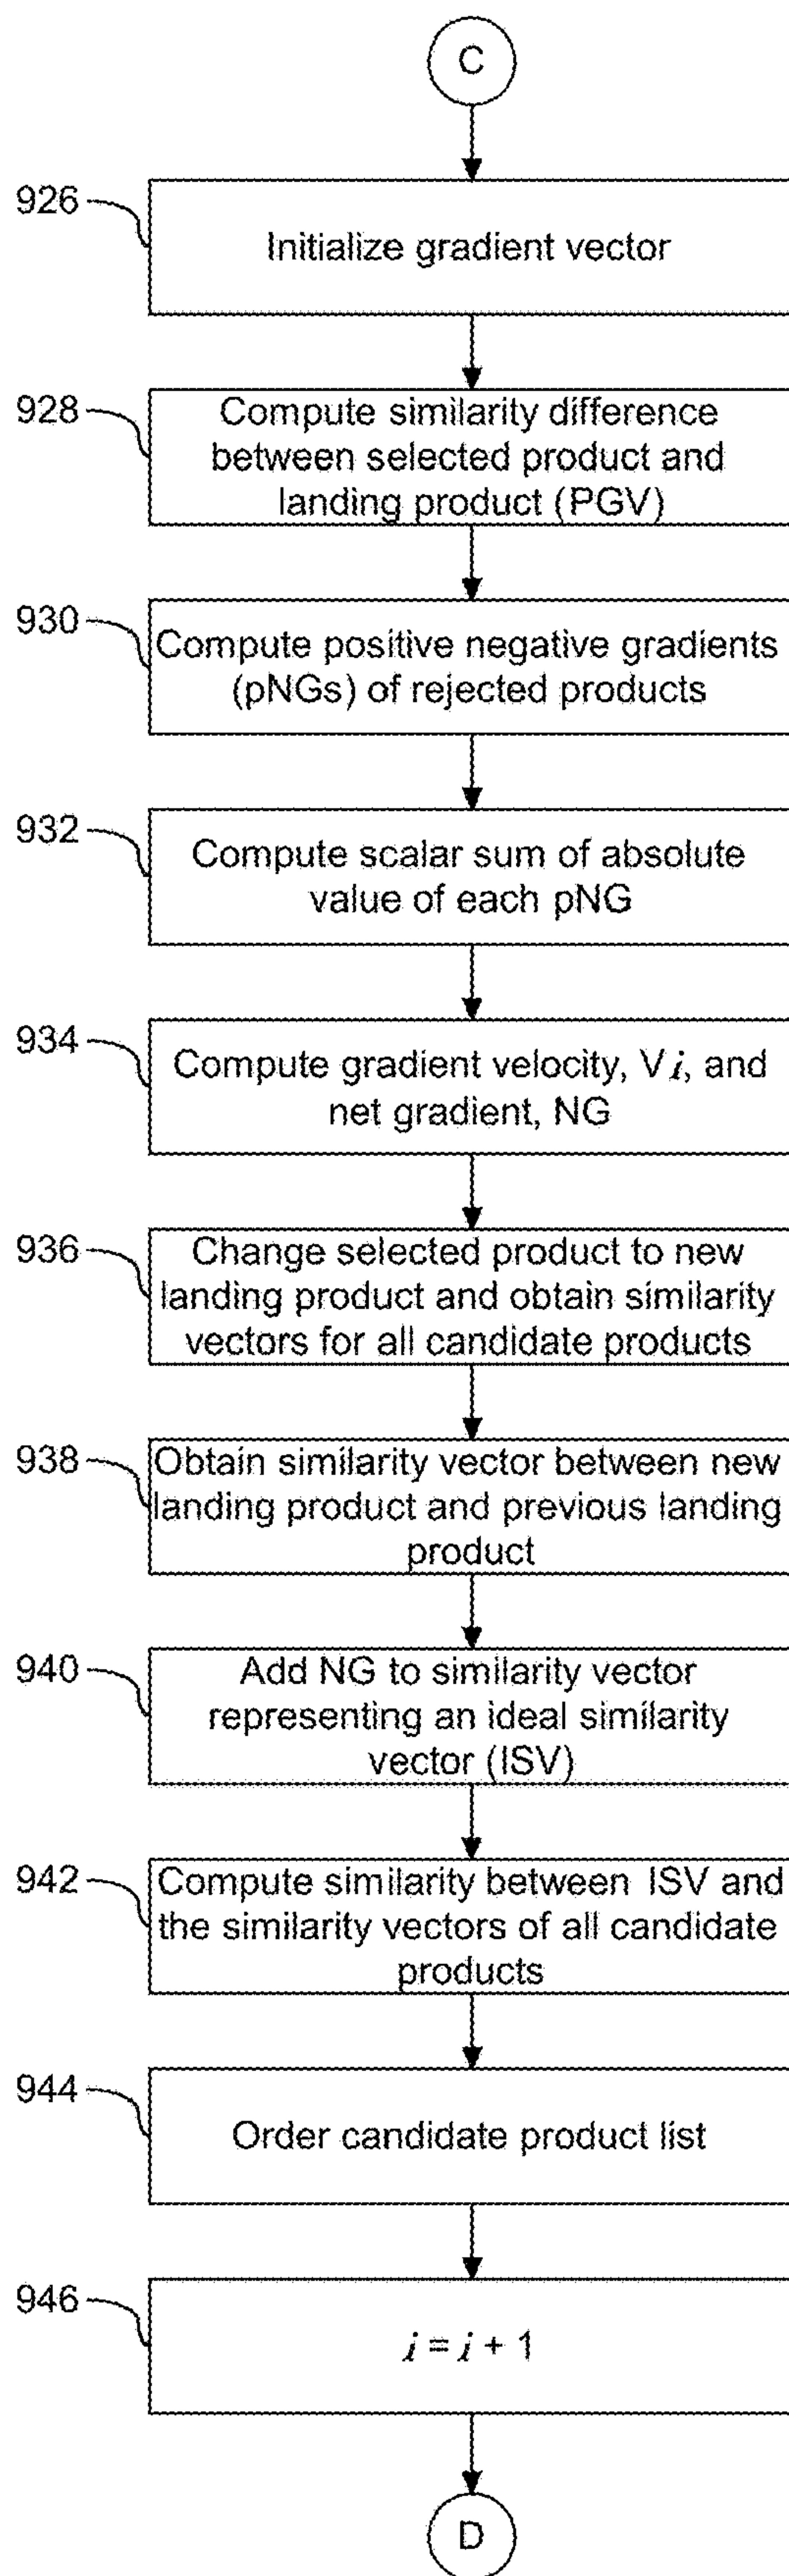 C
926
Initialize gradient vector
928
Compute similarity difference
between selected product and
landing product (PGV)
930
Compute positive negative gradients
(pNGs) of rejected products
932
Compute scalar sum of absolute
value of each pNG
934
Compute gradient velocity, Vi, and
net gradient, NG
936
Change selected product to new
landing product and obtain similarity
vectors for all candidate products
938
Obtain similarity vector between new
landing product and previous landing
product
940
Add NG to similarity vector
representing an ideal similarity
vector (ISV)
942
Compute similarity between ISV and
the similarity vectors of all candidate
products
944
Order candidate product list
946
i = i + 1
D